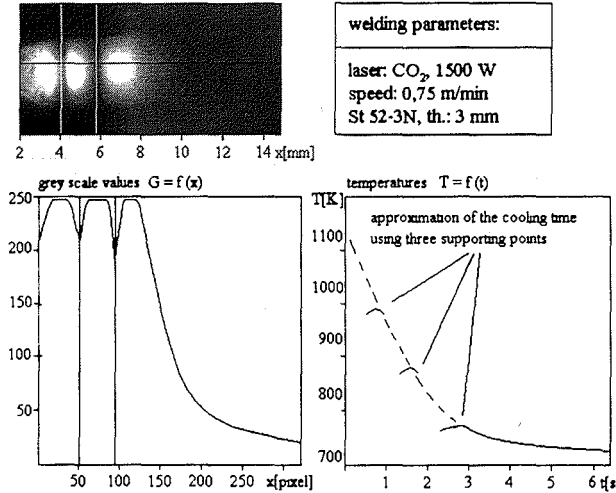 welding parameters:
laser: CO₂, 1500 W
speed: 0,75 m/min
St 52-3N, th.: 3 mm
2 4 6 8 10 12 14 x[mm]
grey scale values G = f (x)
250
200
150
100
50
50 100 150 200 250
x[pixel]
temperatures T = f (t)
T[K]
approximation of the cooling time
using three supporting points
1100
1000
900
800
700
1 2 3 4 5 6 t[s